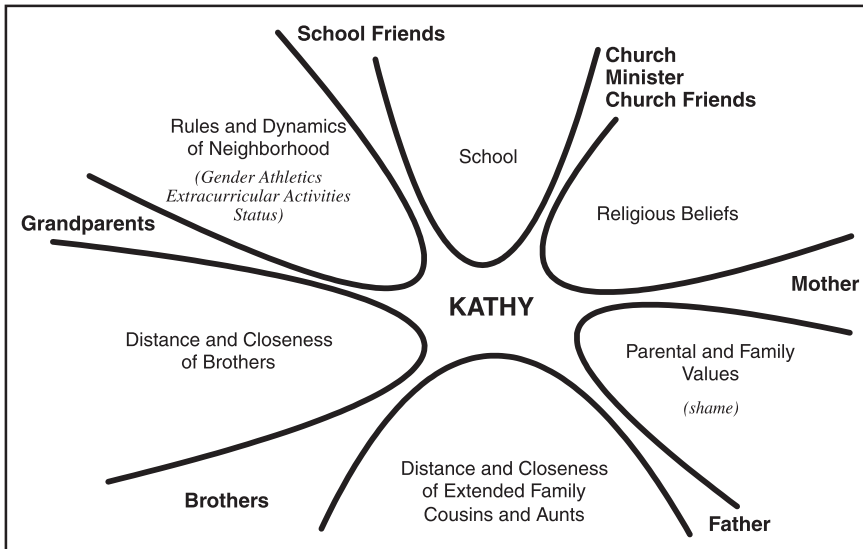 School Friends
Church
Minister
Church Friends
Rules and Dynamics
of Neighborhood
(Gender Athletics
Extracurricular Activities
Status)
School
Religious Beliefs
Grandparents
Mother
KATHY
Distance and Closeness
of Brothers
Parental and Family
Values
(shame)
Distance and Closeness
of Extended Family
Cousins and Aunts
Brothers
Father